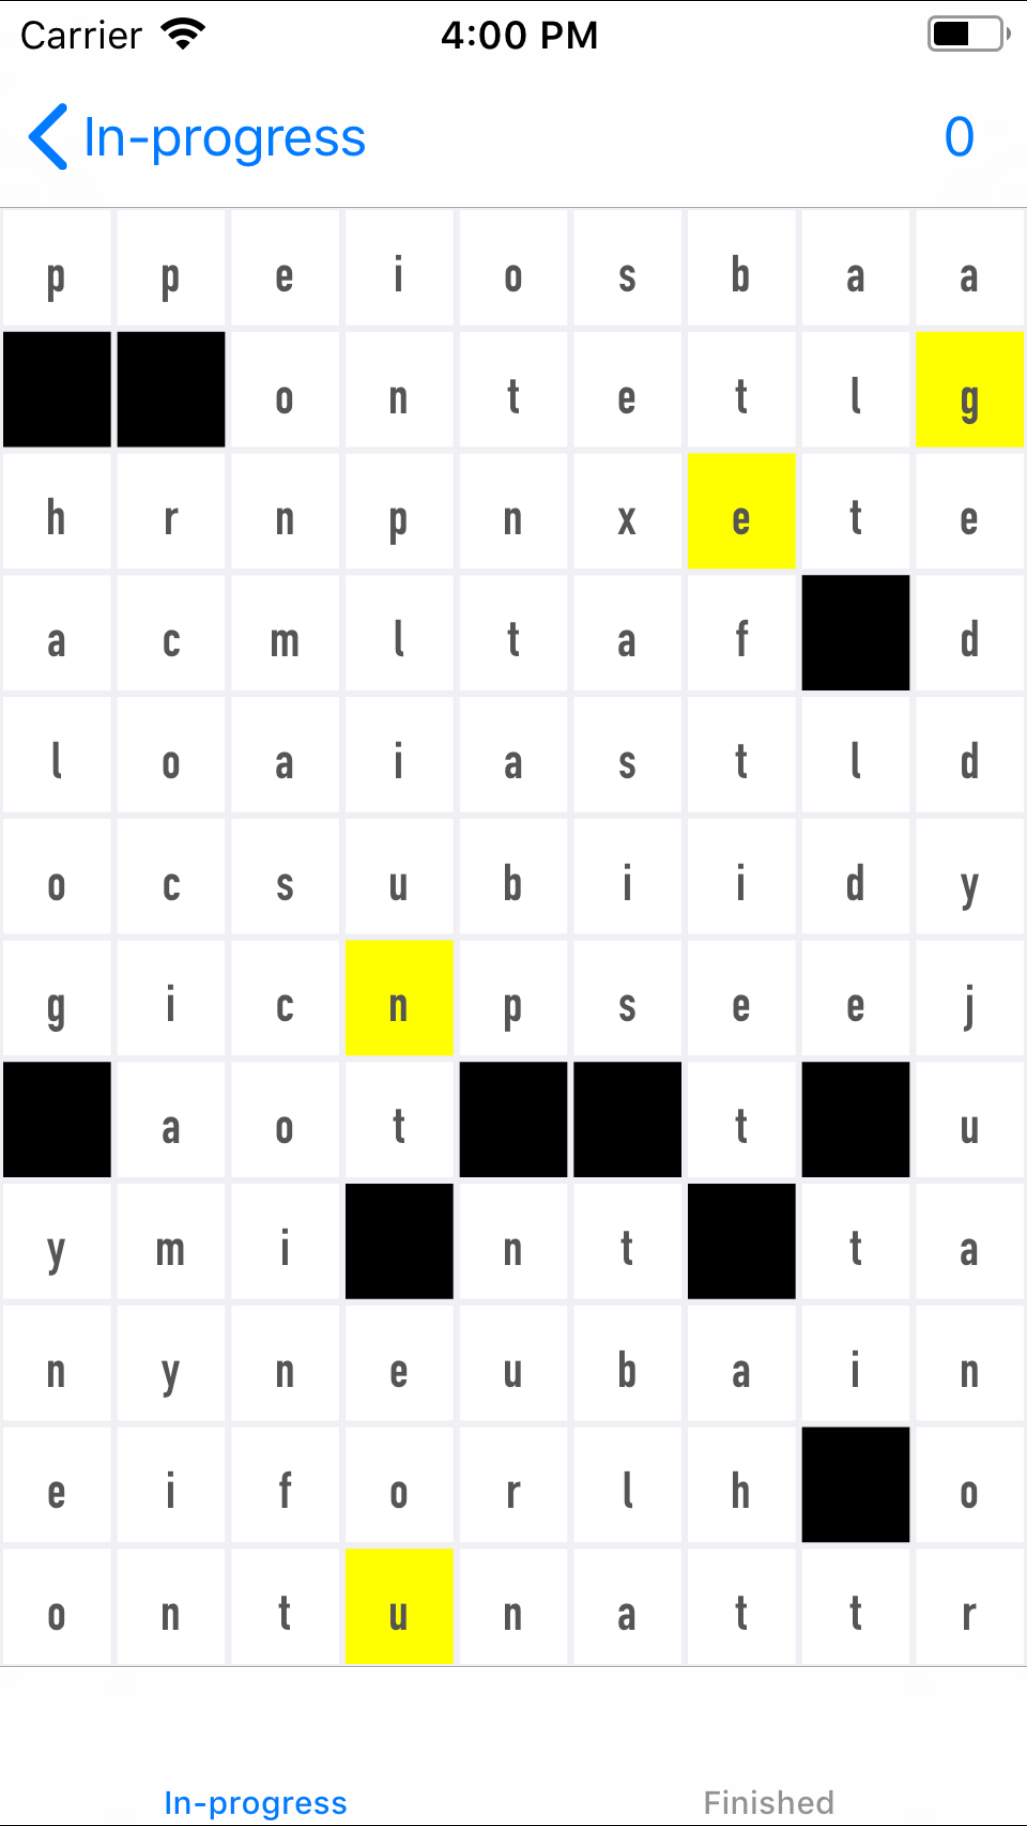 Carrier 4:00 PM
In-progress 0
p p e i o s b a a
o n t e t l g
h r n p n x e t e
a c m l t a f d
l o a i a s t l d
o c s u b i i d y
g i c n p s e e j
a o t t u
y m i n t t a
n y n e u b a i n
e i f o r l h o
o n t u n a t t r
In-progress Finished